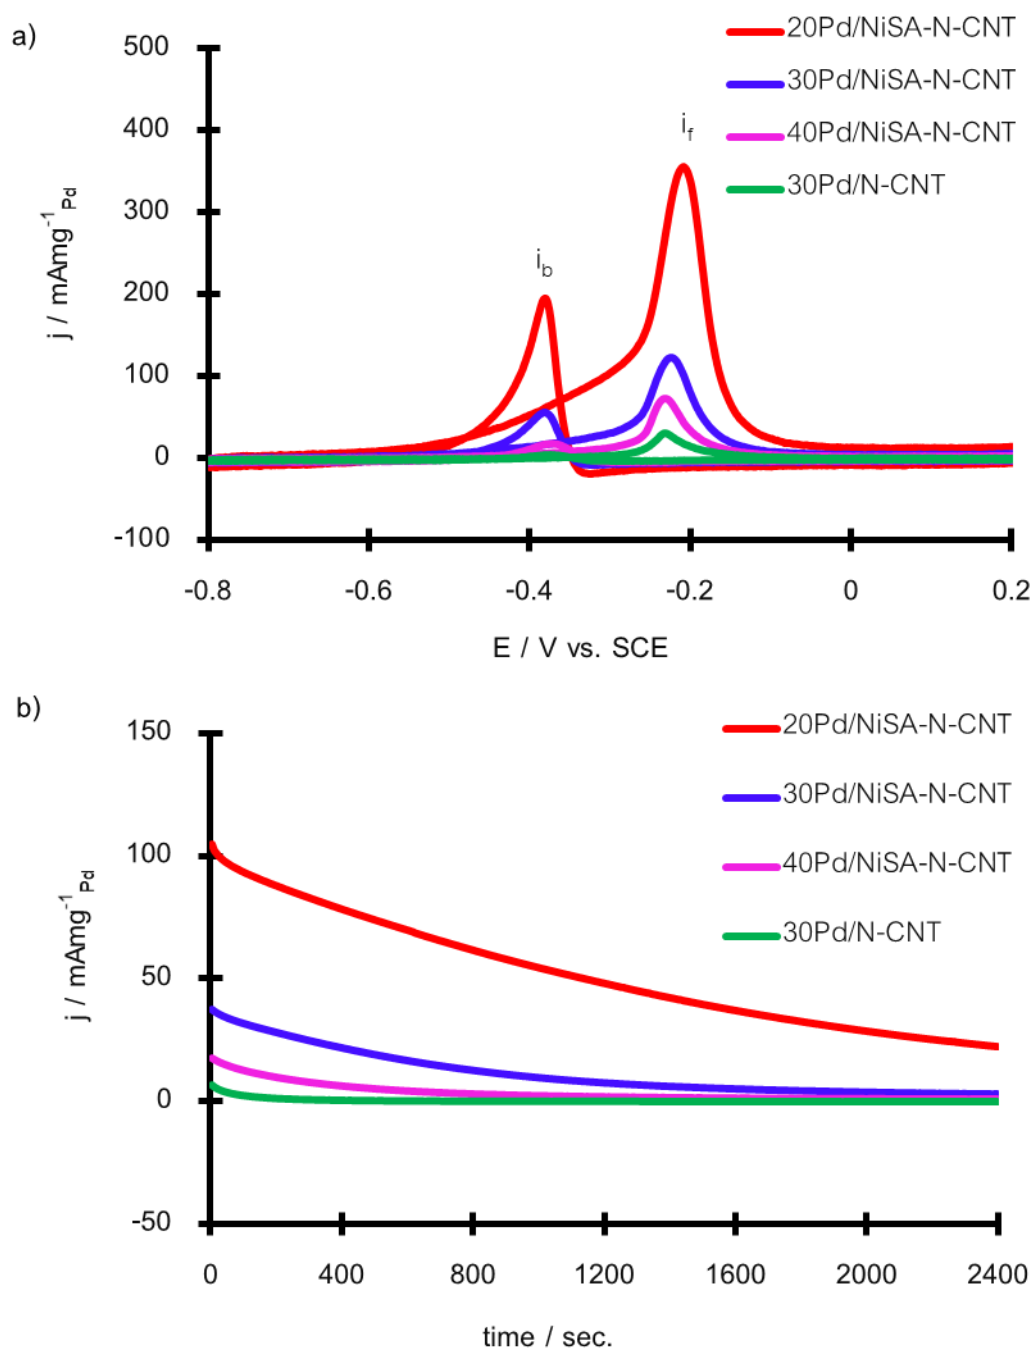 a)
20Pd/NiSA-N-CNT
30Pd/NiSA-N-CNT
40Pd/NiSA-N-CNT
30Pd/N-CNT
500
400
300
200
100
0
-100
j / mAmg⁻¹Pd
if
ib
-0.8 -0.6 -0.4 -0.2 0 0.2
E / V vs. SCE
b)
20Pd/NiSA-N-CNT
30Pd/NiSA-N-CNT
40Pd/NiSA-N-CNT
30Pd/N-CNT
150
100
50
0
-50
j / mAmg⁻¹Pd
0 400 800 1200 1600 2000 2400
time / sec.